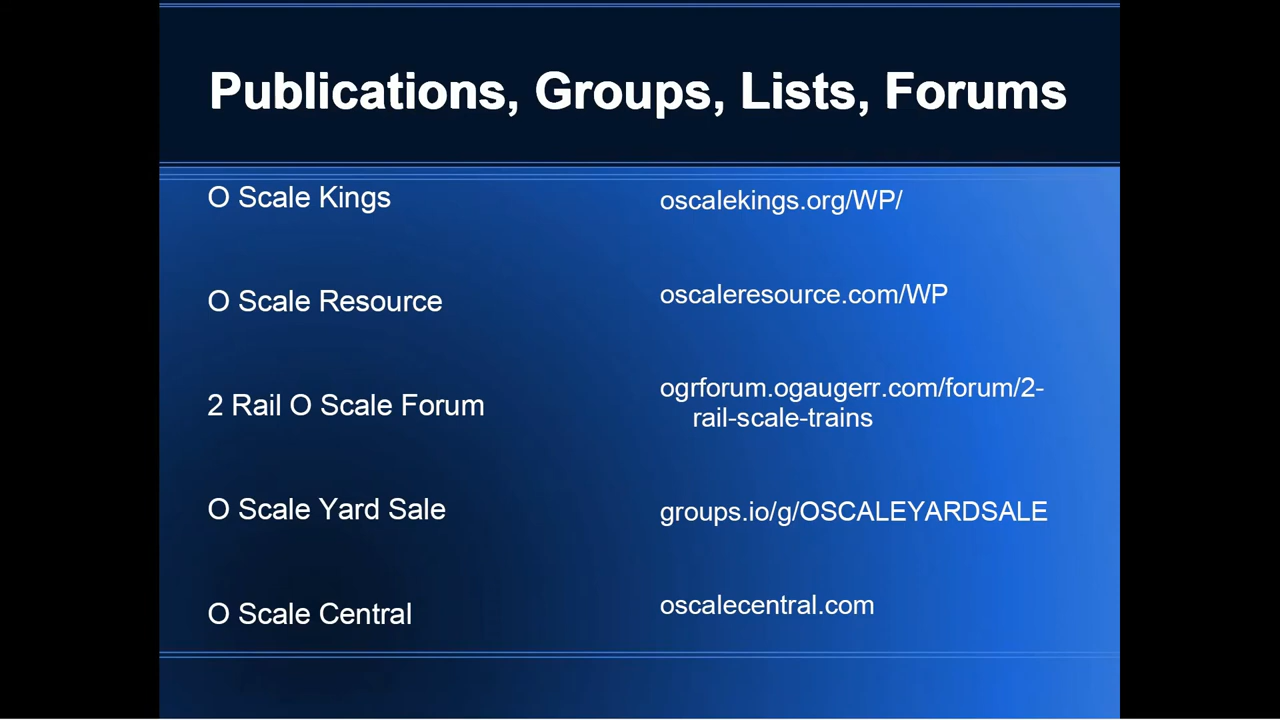 Publications, Groups, Lists, Forums
O Scale Kings
oscalekings.org/WP/
O Scale Resource
oscaleresource.com/WP
2 Rail O Scale Forum
ogrforum.ogaugerr.com/forum/2-
rail-scale-trains
O Scale Yard Sale
groups.io/g/OSCALEYARDSALE
O Scale Central
oscalecentral.com